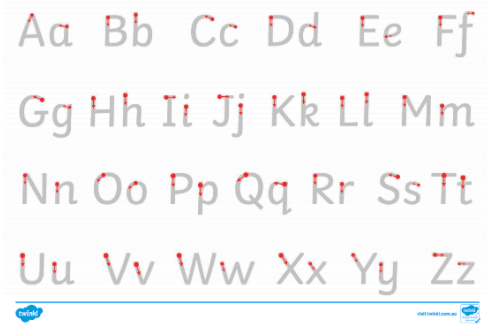 Aa Bb Cc Dd Ee Ff
Gg Hh Ii Jj Kk Ll Mm
Nn Oo Pp Qq Rr Ss Tt
Uu Vv Ww Xx Yy Zz
twinkl visit twinkl.com.au twinkl